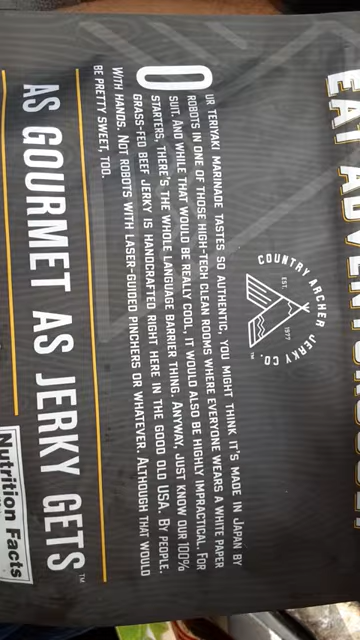 EAT
COUNTRY ARCHER JERKY CO.
EST. 1977
TM
OUR TERIYAKI MARINADE TASTES SO AUTHENTIC, YOU MIGHT THINK IT'S MADE IN JAPAN BY
ROBOTS IN ONE OF THOSE HIGH-TECH CLEAN ROOMS WHERE EVERYONE WEARS A WHITE PAPER
SUIT. AND WHILE THAT WOULD BE REALLY COOL, IT WOULD ALSO BE HIGHLY IMPRACTICAL. FOR
STARTERS, THERE'S THE WHOLE LANGUAGE BARRIER THING. ANYWAY, JUST KNOW OUR 100%
GRASS-FED BEEF JERKY IS HANDCRAFTED RIGHT HERE IN THE GOOD OLD USA. BY PEOPLE.
WITH HANDS. NOT ROBOTS WITH LASER-GUIDED PINCHERS OR WHATEVER. ALTHOUGH THAT WOULD
BE PRETTY SWEET, TOO.
AS GOURMET AS JERKY GETS™
Nutrition Facts